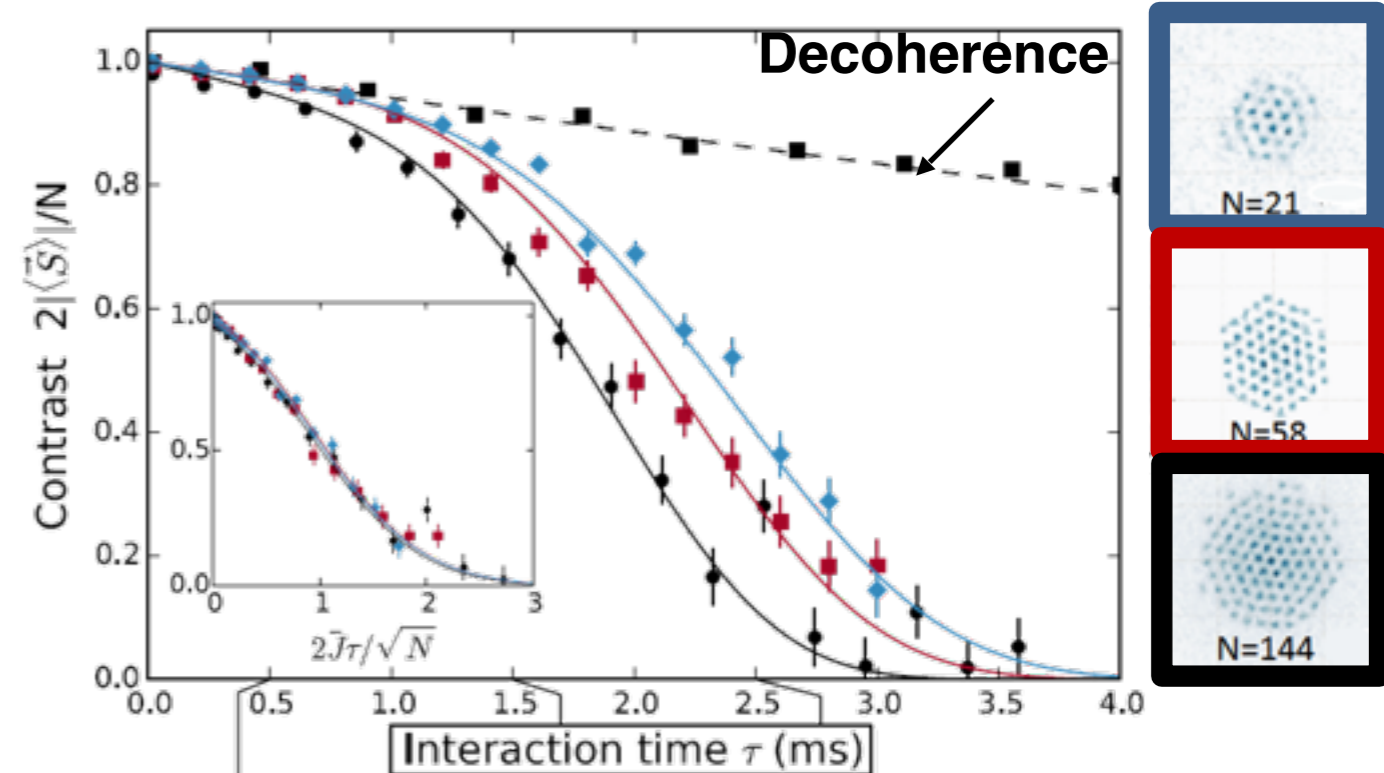 Decoherence
Contrast 2|⟨S⃗⟩|/N
1.0
0.8
0.6
0.4
0.2
0.0
0.0 0.5 1.0 1.5 2.0 2.5 3.0 3.5 4.0
Interaction time τ (ms)
1.0
0.5
0.0
0 1 2 3
2J̄τ/√N
N=21
N=58
N=144